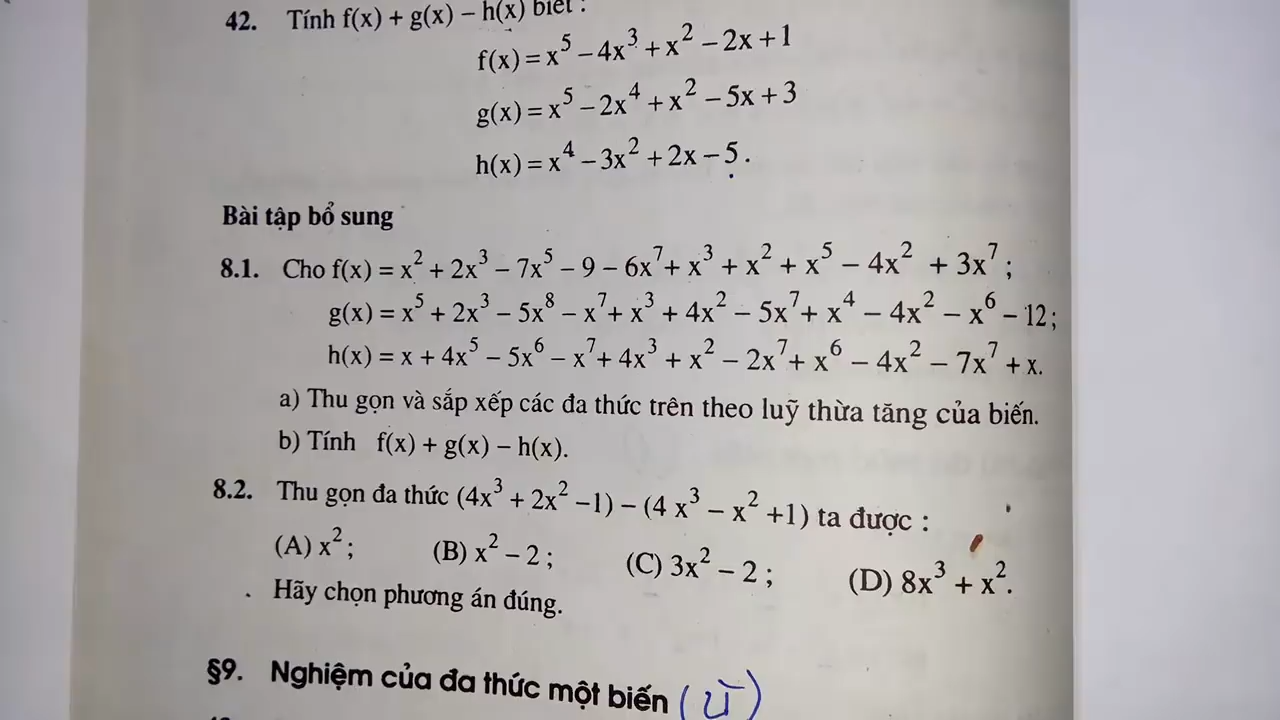 42. Tính f(x) + g(x) – h(x) biết :
f(x) = x⁵ – 4x³ + x² – 2x + 1
g(x) = x⁵ – 2x⁴ + x² – 5x + 3
h(x) = x⁴ – 3x² + 2x – 5.
Bài tập bổ sung
8.1. Cho f(x) = x² + 2x³ – 7x⁵ – 9 – 6x⁷ + x³ + x² + x⁵ – 4x² + 3x⁷ ;
g(x) = x⁵ + 2x³ – 5x⁸ – x⁷ + x³ + 4x² – 5x⁷ + x⁴ – 4x² – x⁶ – 12 ;
h(x) = x + 4x⁵ – 5x⁶ – x⁷ + 4x³ + x² – 2x⁷ + x⁶ – 4x² – 7x⁷ + x.
a) Thu gọn và sắp xếp các đa thức trên theo luỹ thừa tăng của biến.
b) Tính f(x) + g(x) – h(x).
8.2. Thu gọn đa thức (4x³ + 2x² –1) – (4 x³ – x² +1) ta được :
(A) x² ; (B) x² – 2 ; (C) 3x² – 2 ; (D) 8x³ + x².
Hãy chọn phương án đúng.
§9. Nghiệm của đa thức một biến